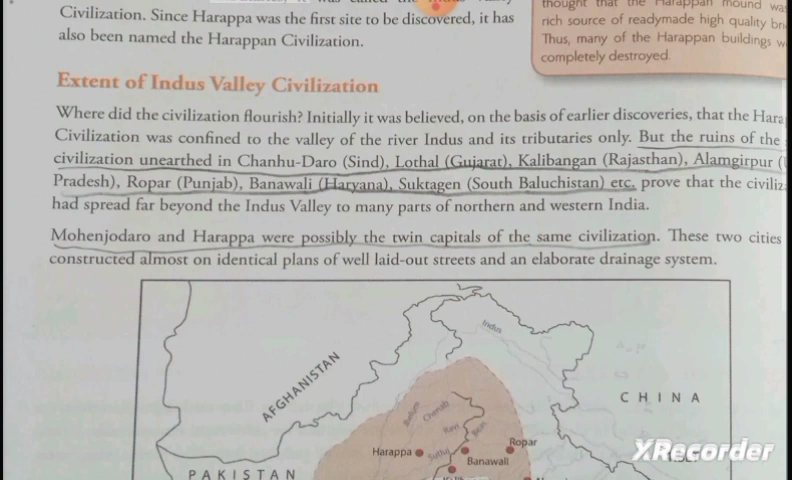 Civilization. Since Harappa was the first site to be discovered, it has
also been named the Harappan Civilization.
thought that the Harappan mound was
rich source of readymade high quality
Thus, many of the Harappan buildings
completely destroyed.
Extent of Indus Valley Civilization
Where did the civilization flourish? Initially it was believed, on the basis of earlier discoveries, that the
Civilization was confined to the valley of the river Indus and its tributaries only. But the ruins of the
civilization unearthed in Chanhu-Daro (Sind), Lothal (Gujarat), Kalibangan (Rajasthan), Alamgirpur
Pradesh), Ropar (Punjab), Banawali (Haryana), Suktagen (South Baluchistan) etc. prove that the
had spread far beyond the Indus Valley to many parts of northern and western India.
Mohenjodaro and Harappa were possibly the twin capitals of the same civilization. These two cities
constructed almost on identical plans of well laid-out streets and an elaborate drainage system.
Indus
AFGHANISTAN
CHINA
Chenab
Ravi
Harappa
Ropar
Banawali
PAKISTAN
XRecorder